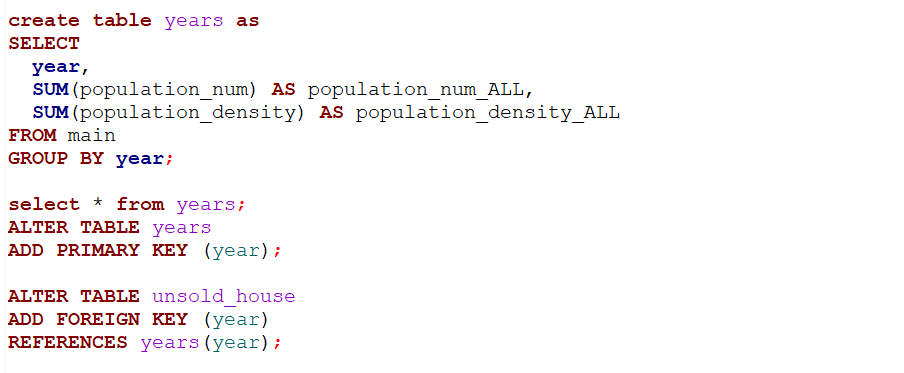 create table years as
SELECT
year,
SUM(population_num) AS population_num_ALL,
SUM(population_density) AS population_density_ALL
FROM main
GROUP BY year;
select * from years;
ALTER TABLE years
ADD PRIMARY KEY (year);
ALTER TABLE unsold_house
ADD FOREIGN KEY (year)
REFERENCES years(year);